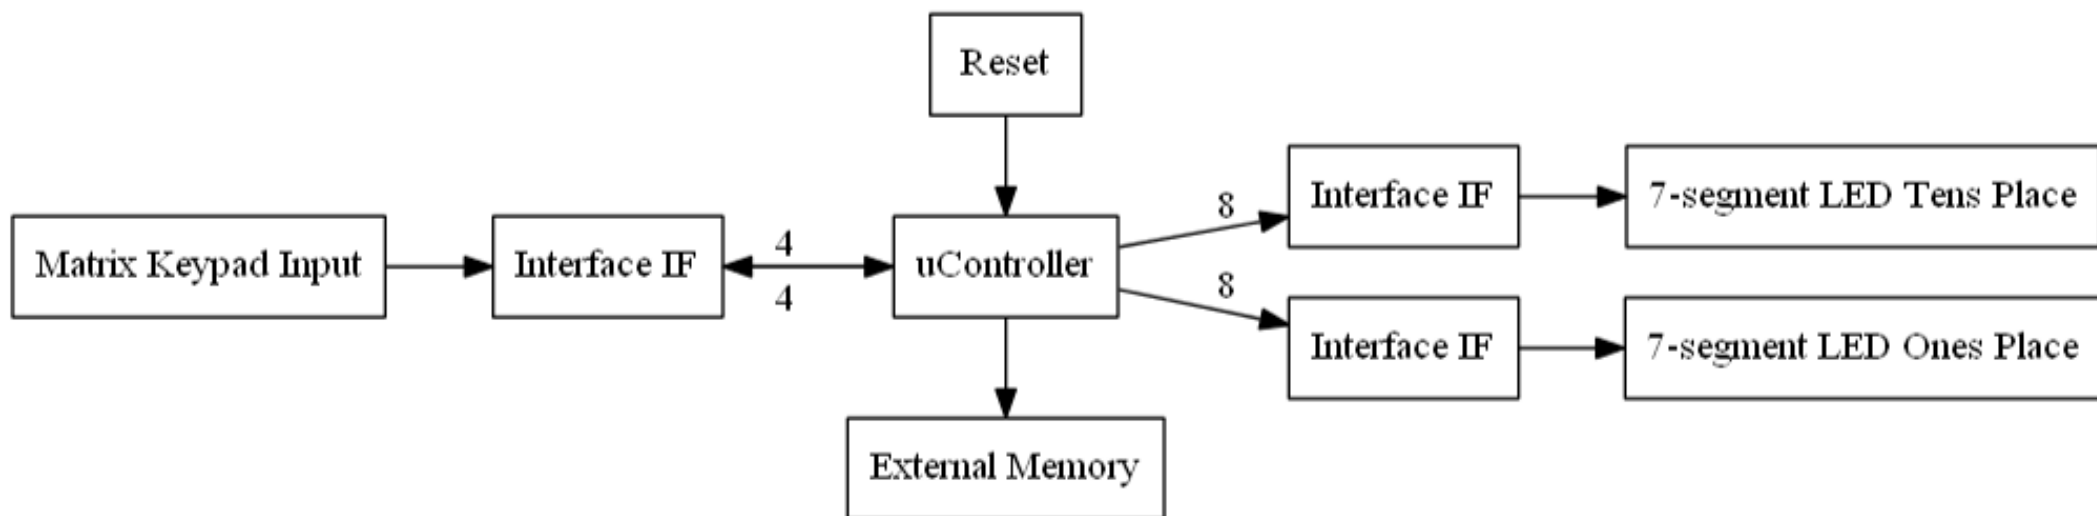 Reset
Matrix Keypad Input
Interface IF
4
4
uController
8
8
Interface IF
7-segment LED Tens Place
Interface IF
7-segment LED Ones Place
External Memory